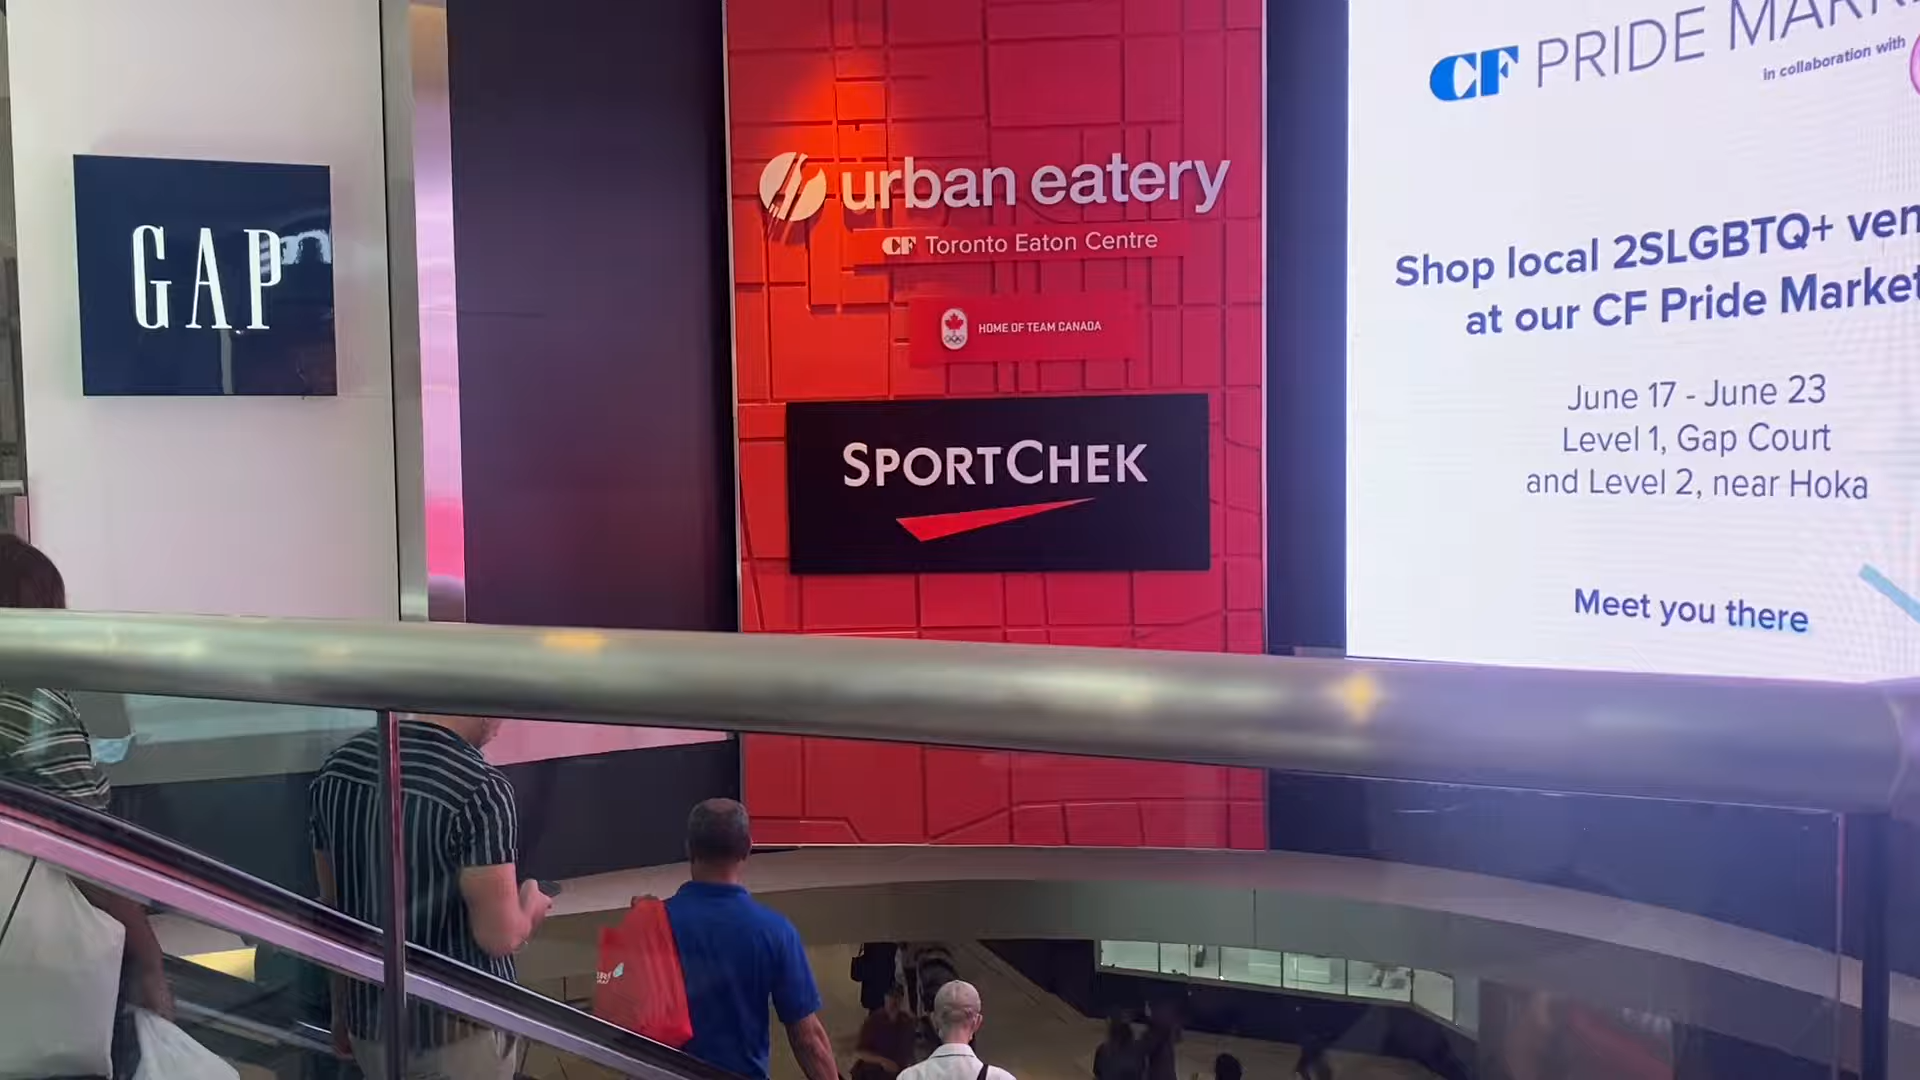 GAP
urban eatery
CF Toronto Eaton Centre
HOME OF TEAM CANADA
SPORTCHEK
CF PRIDE
in collaboration with
Shop local 2SLGBTQ+
at our CF Pride Market
June 17 - June 23
Level 1, Gap Court
and Level 2, near Hoka
Meet you there